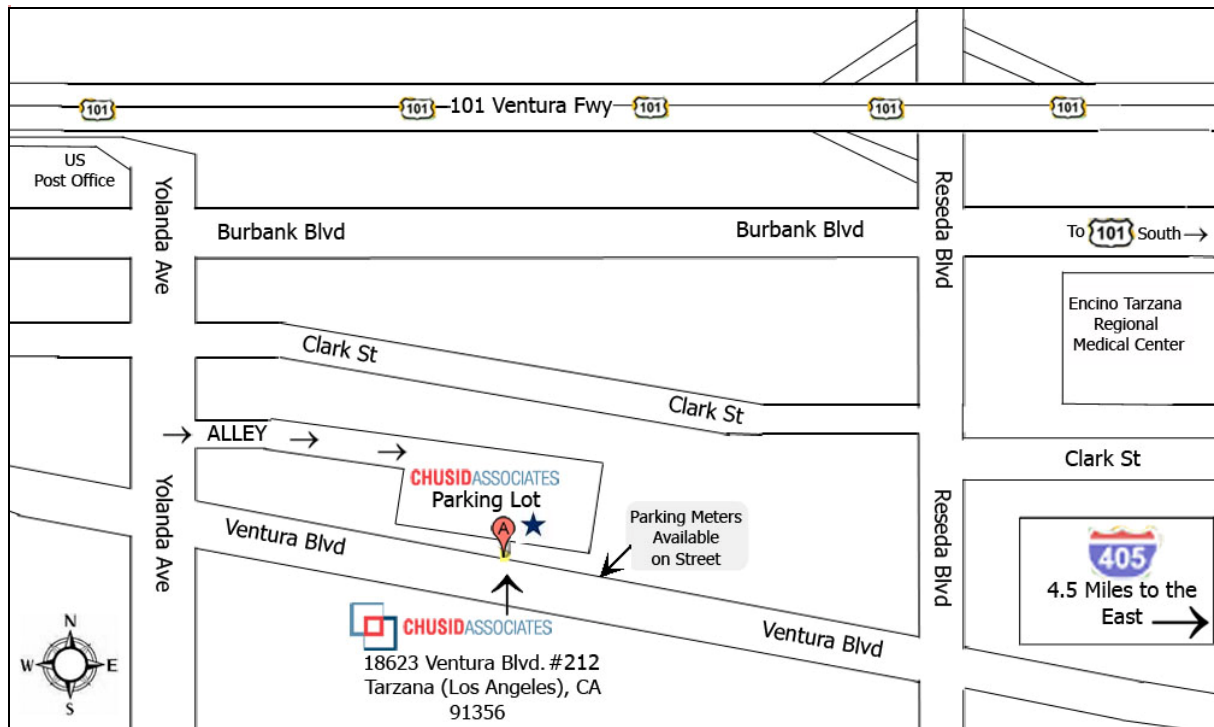 101
101
101 Ventura Fwy
101
101
101
US
Post Office
Yolanda Ave
Reseda Blvd
Burbank Blvd
Burbank Blvd
To 101 South
Encino Tarzana
Regional
Medical Center
Clark St
Clark St
ALLEY
Clark St
CHUSIDASSOCIATES
Parking Lot
A
Yolanda Ave
Ventura Blvd
Parking Meters
Available
on Street
Reseda Blvd
405
4.5 Miles to the
East
CHUSIDASSOCIATES
18623 Ventura Blvd. #212
Tarzana (Los Angeles), CA
91356
Ventura Blvd
N
W E
S